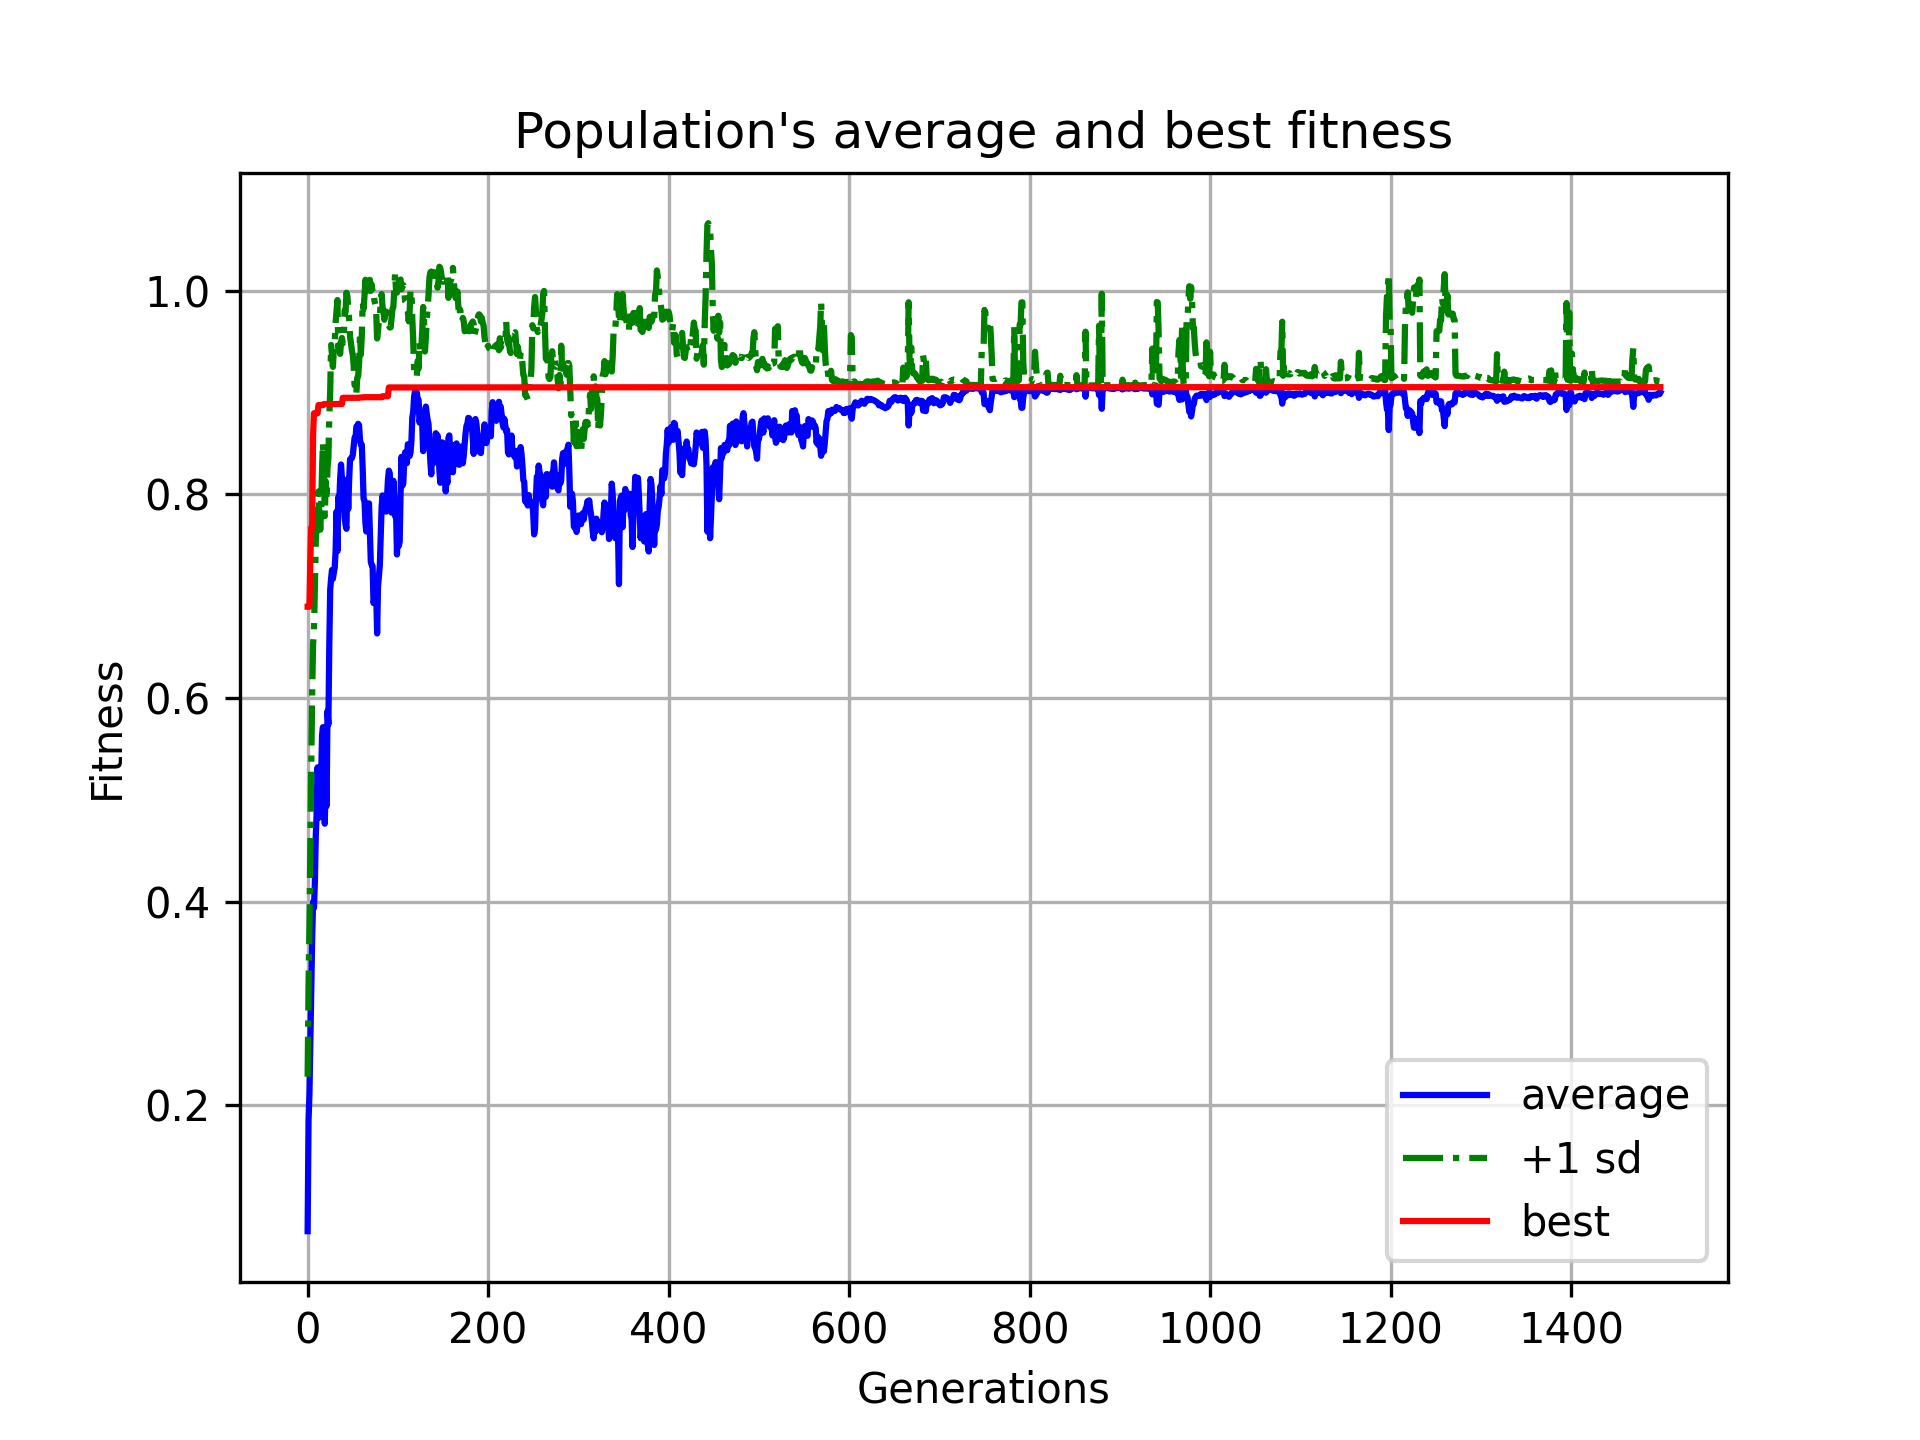 Population's average and best fitness
Fitness
1.0
0.8
0.6
0.4
0.2
average
+1 sd
best
0 200 400 600 800 1000 1200 1400
Generations